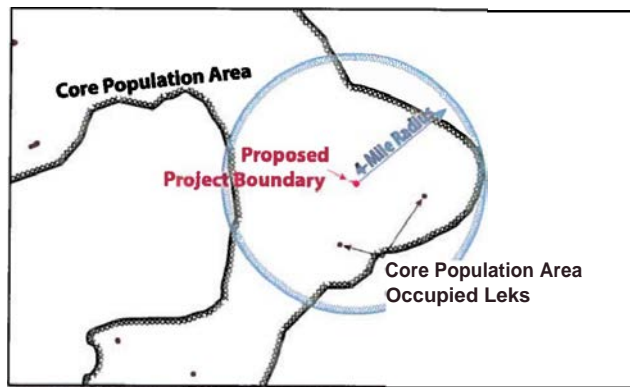 Core Population Area
4-Mile Radius
Proposed
Project Boundary
Core Population Area
Occupied Leks